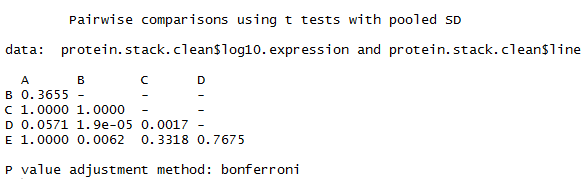 Pairwise comparisons using t tests with pooled SD
data: protein.stack.clean$log10.expression and protein.stack.clean$line
A B C D
B 0.3655 - - -
C 1.0000 1.0000 - -
D 0.0571 1.9e-05 0.0017 -
E 1.0000 0.0062 0.3318 0.7675
P value adjustment method: bonferroni